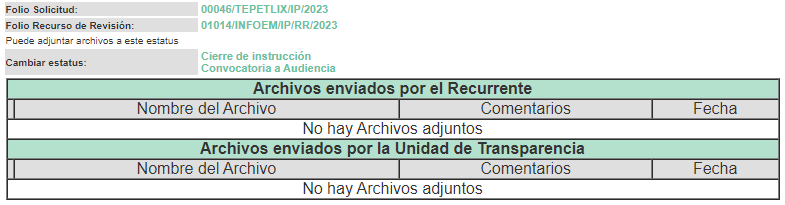 Folio Solicitud: 00046/TEPETLIX/IP/2023
Folio Recurso de Revisión: 01014/INFOEM/IP/RR/2023
Puede adjuntar archivos a este estatus
Cambiar estatus: Cierre de instrucción
Convocatoria a Audiencia
Archivos enviados por el Recurrente
Nombre del Archivo Comentarios Fecha
No hay Archivos adjuntos
Archivos enviados por la Unidad de Transparencia
Nombre del Archivo Comentarios Fecha
No hay Archivos adjuntos